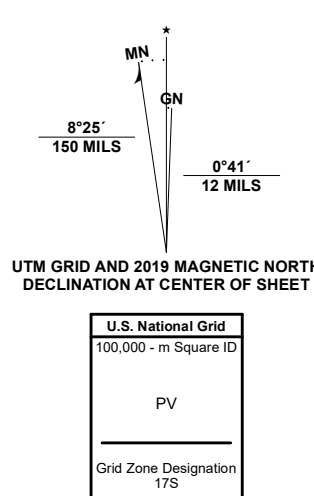 ★
MN
GN
8°25´
150 MILS
0°41´
12 MILS
UTM GRID AND 2019 MAGNETIC NORTH
DECLINATION AT CENTER OF SHEET
U.S. National Grid
100,000 - m Square ID
PV
Grid Zone Designation
17S